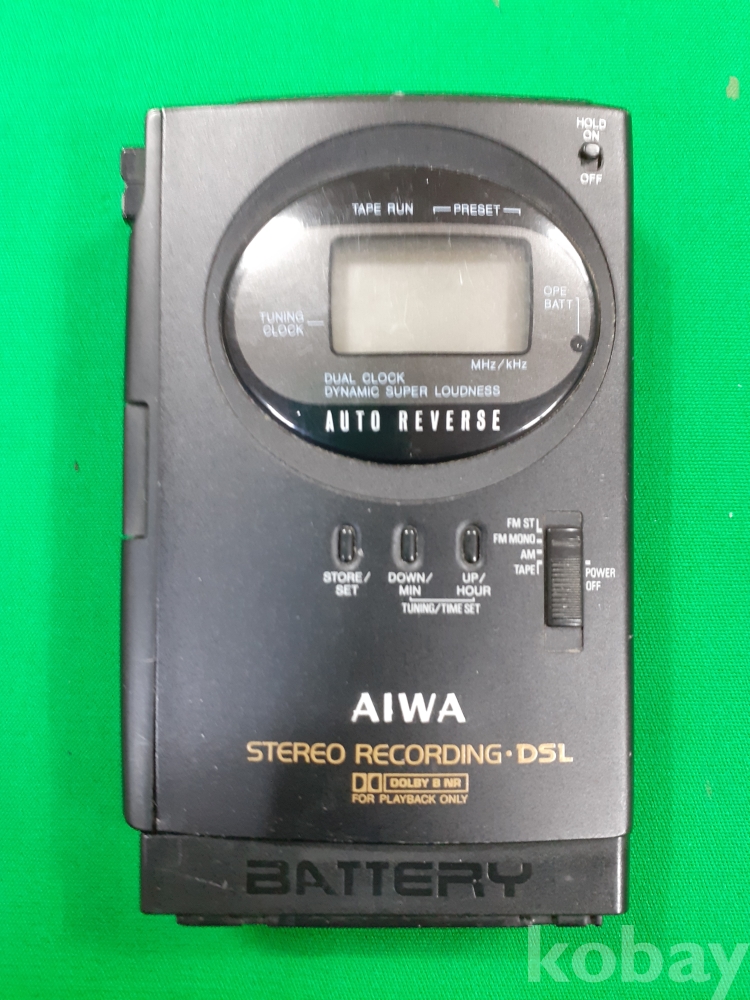 HOLD
ON
OFF
TAPE RUN PRESET
OPE
BATT
TUNING
CLOCK
MHz/kHz
DUAL CLOCK
DYNAMIC SUPER LOUDNESS
AUTO REVERSE
FM ST
FM MONO
AM
TAPE
POWER
OFF
STORE/
SET
DOWN/
MIN
UP/
HOUR
TUNING/TIME SET
AIWA
STEREO RECORDING·DSL
DOLBY B NR
FOR PLAYBACK ONLY
BATTERY
kobay